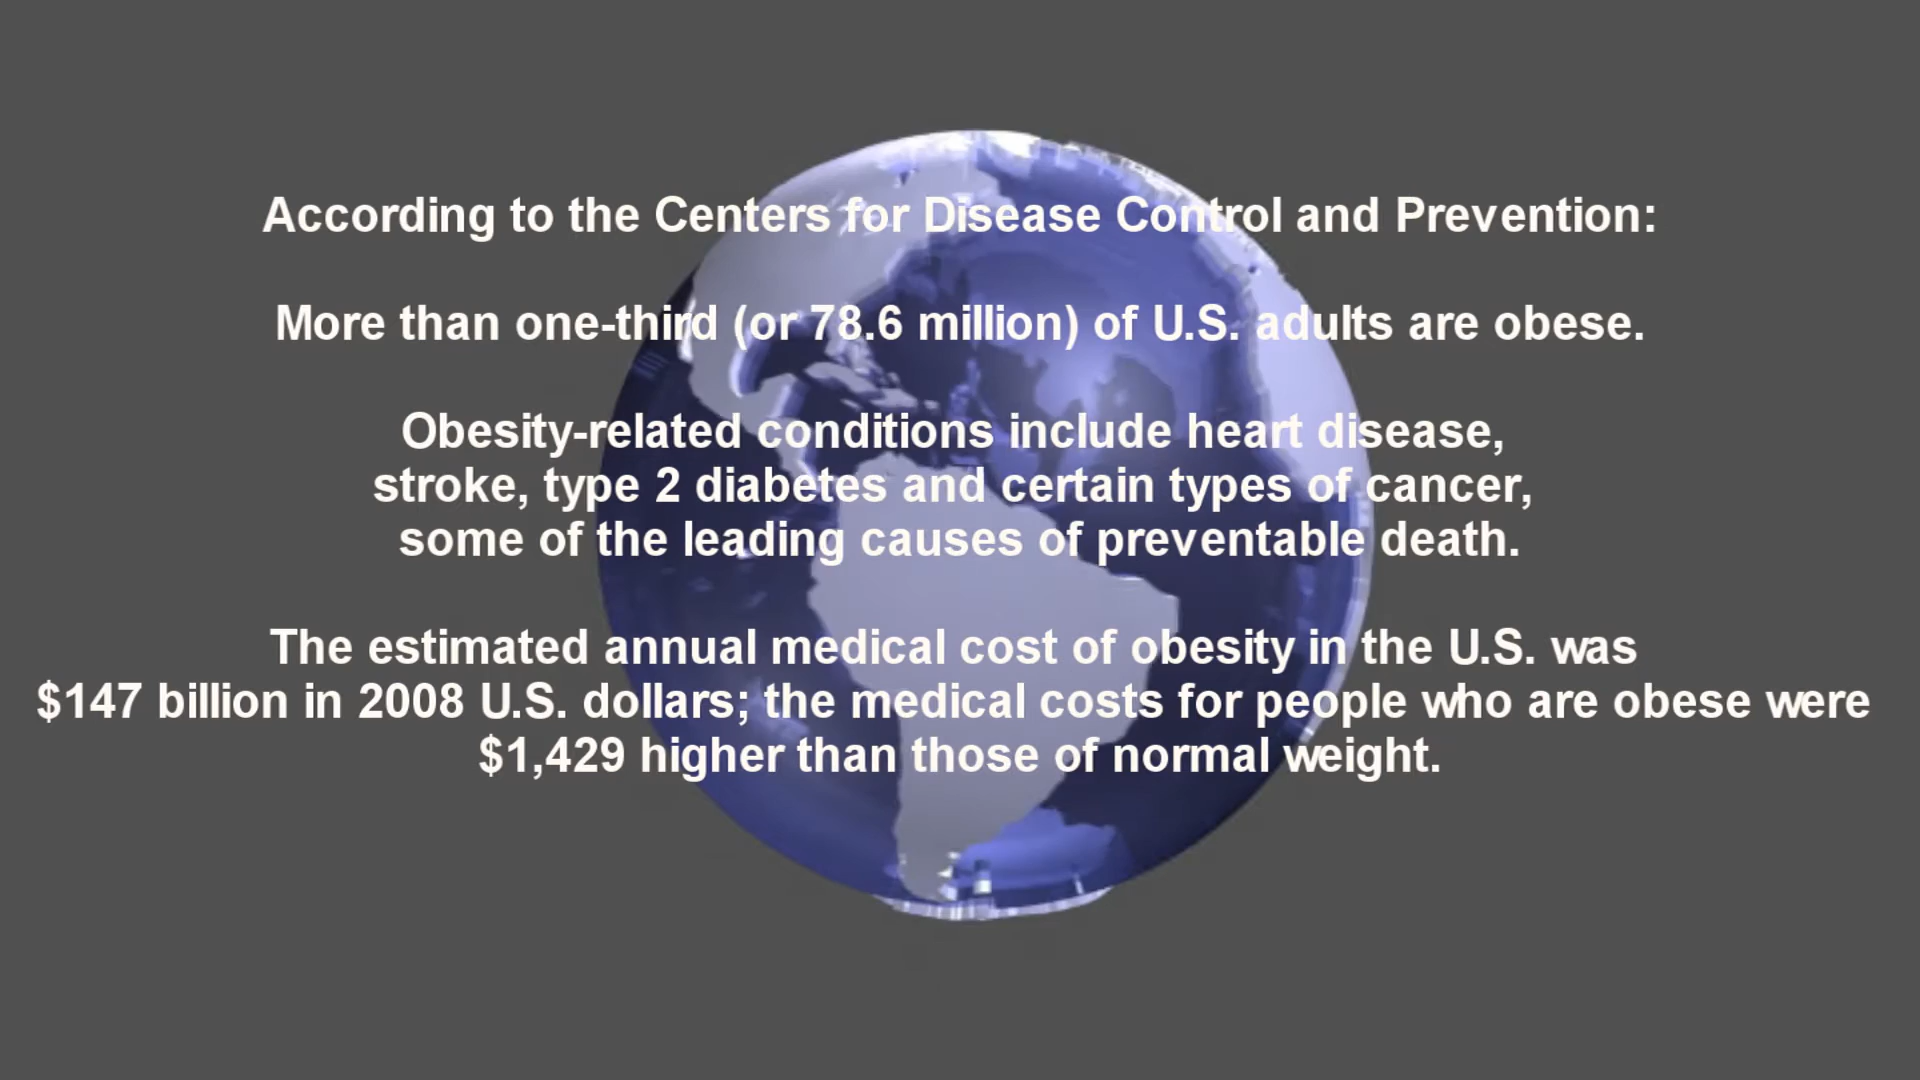 According to the Centers for Disease Control and Prevention:
More than one-third (or 78.6 million) of U.S. adults are obese.
Obesity-related conditions include heart disease,
stroke, type 2 diabetes and certain types of cancer,
some of the leading causes of preventable death.
The estimated annual medical cost of obesity in the U.S. was
$147 billion in 2008 U.S. dollars; the medical costs for people who are obese were
$1,429 higher than those of normal weight.